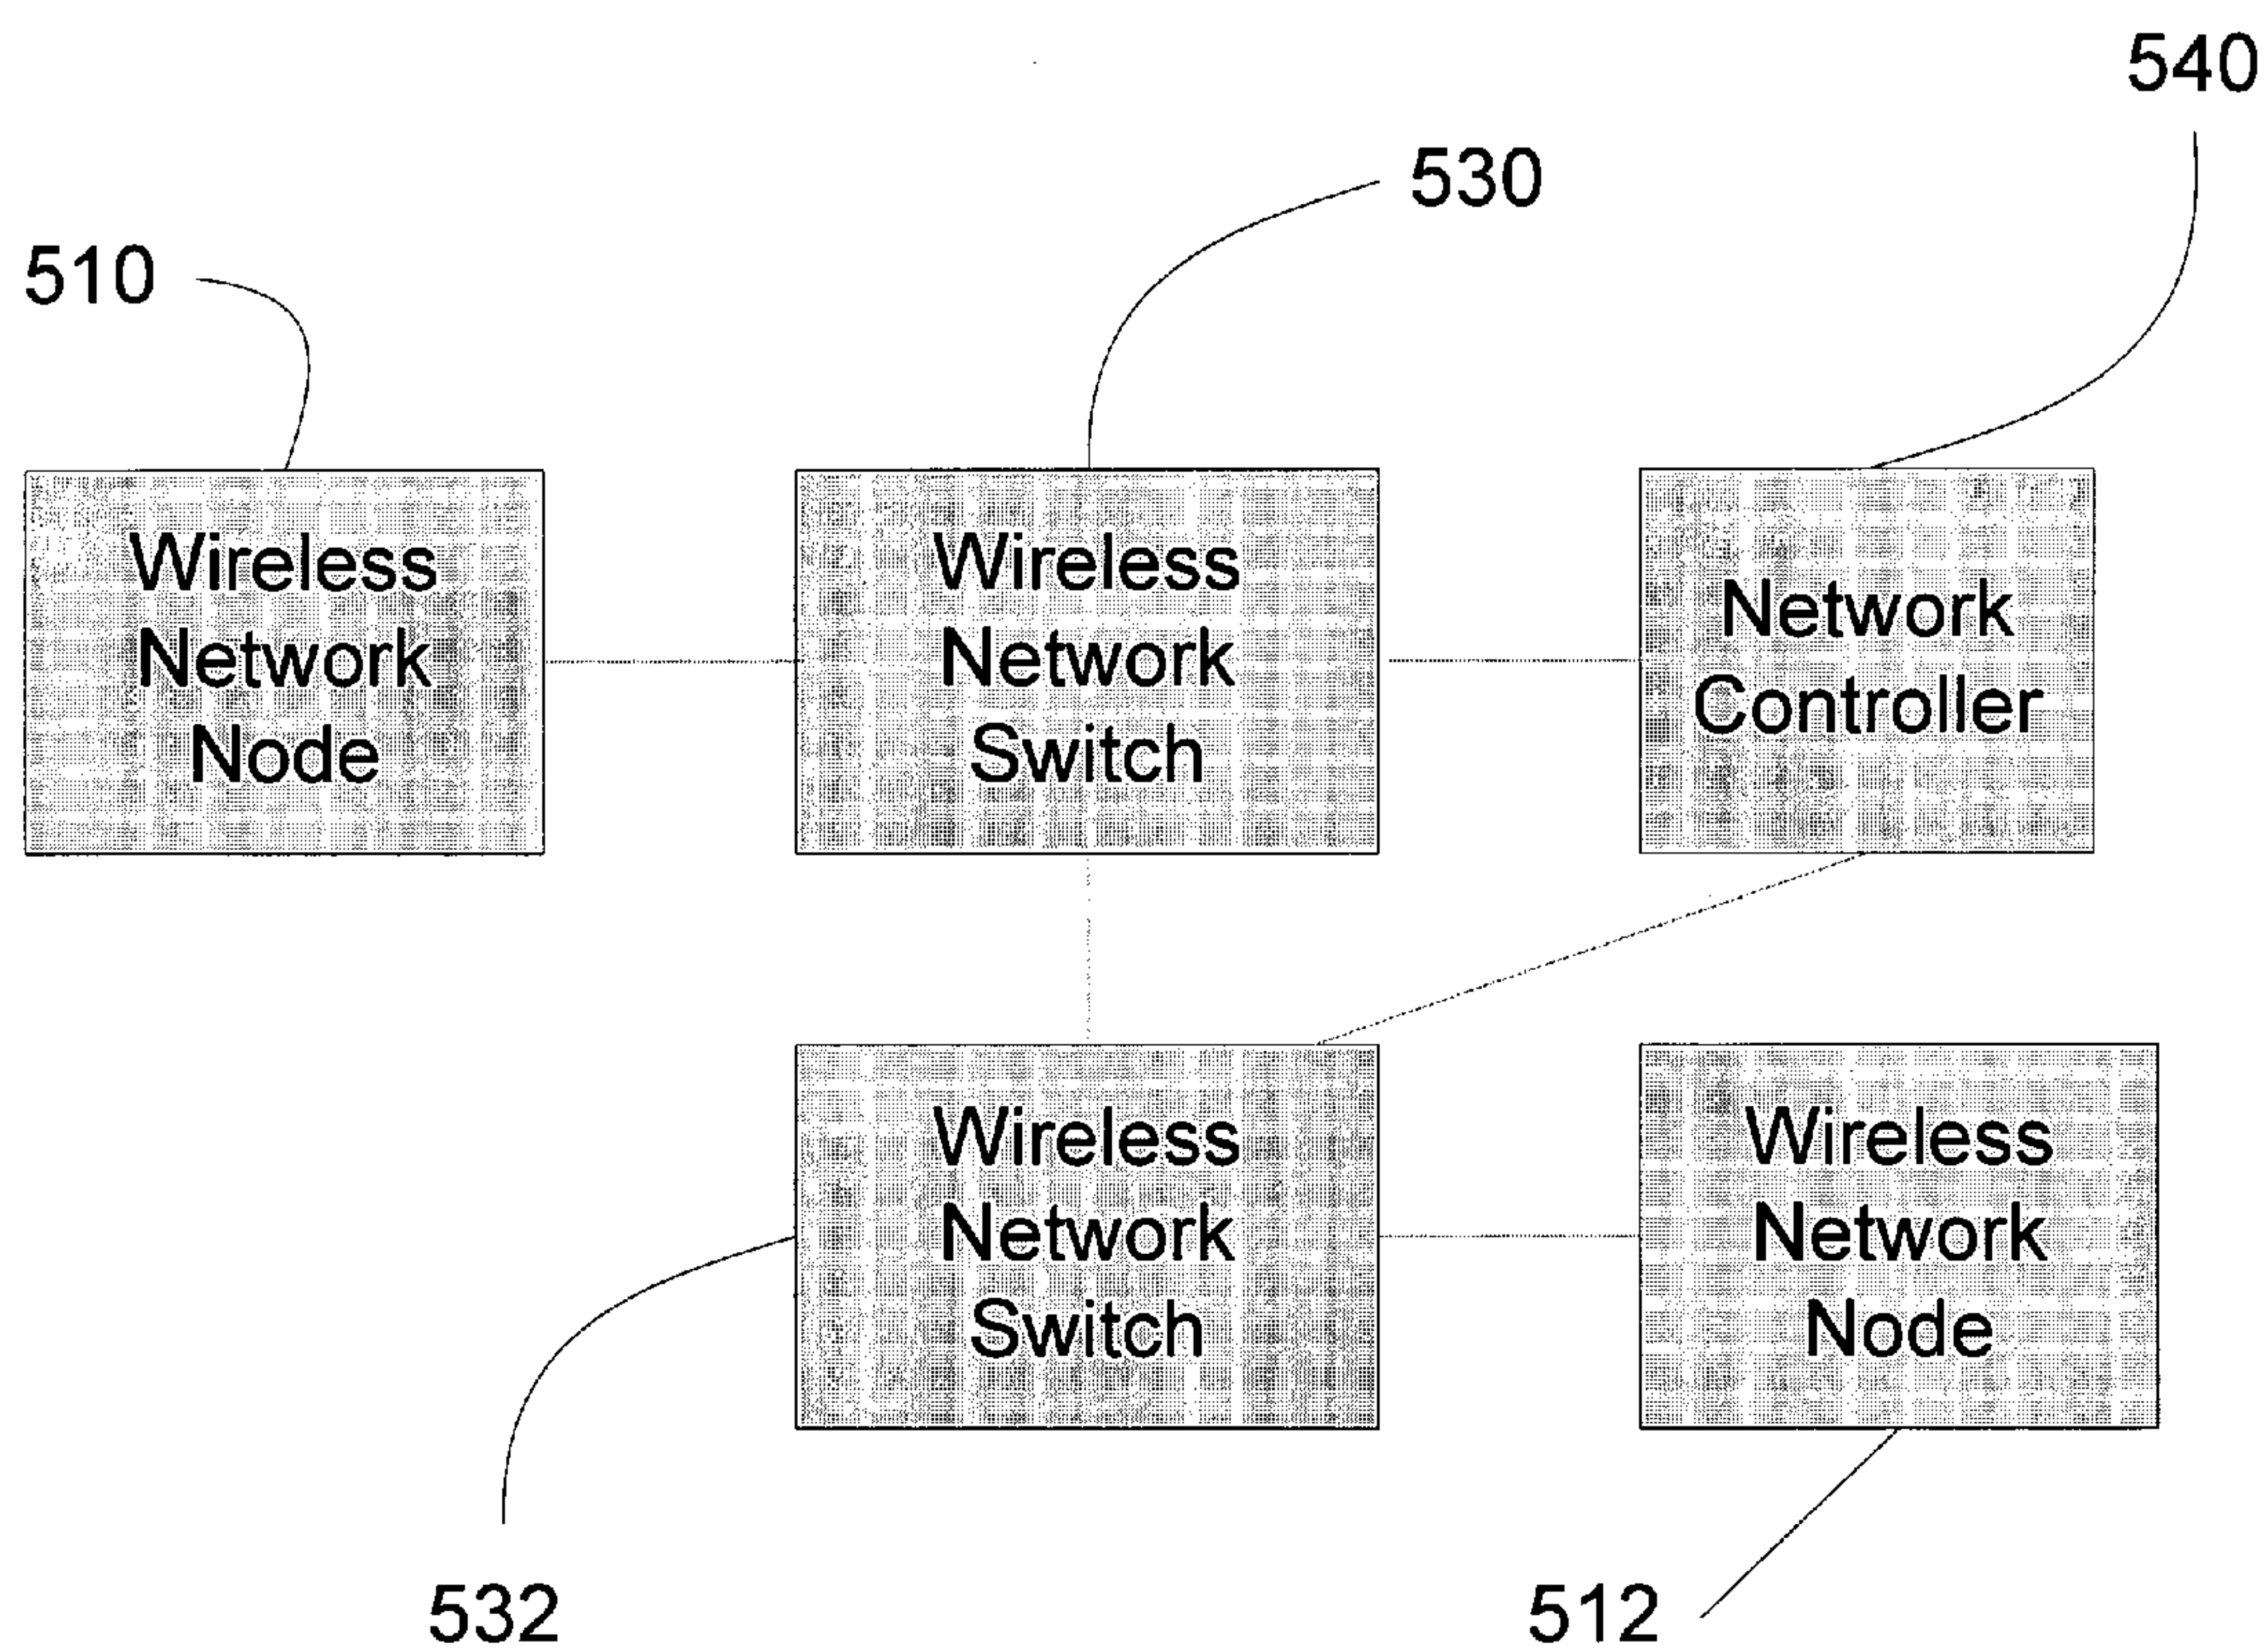 540
530
510
Wireless
Network
Node
Wireless
Network
Switch
Network
Controller
Wireless
Network
Switch
Wireless
Network
Node
532
512